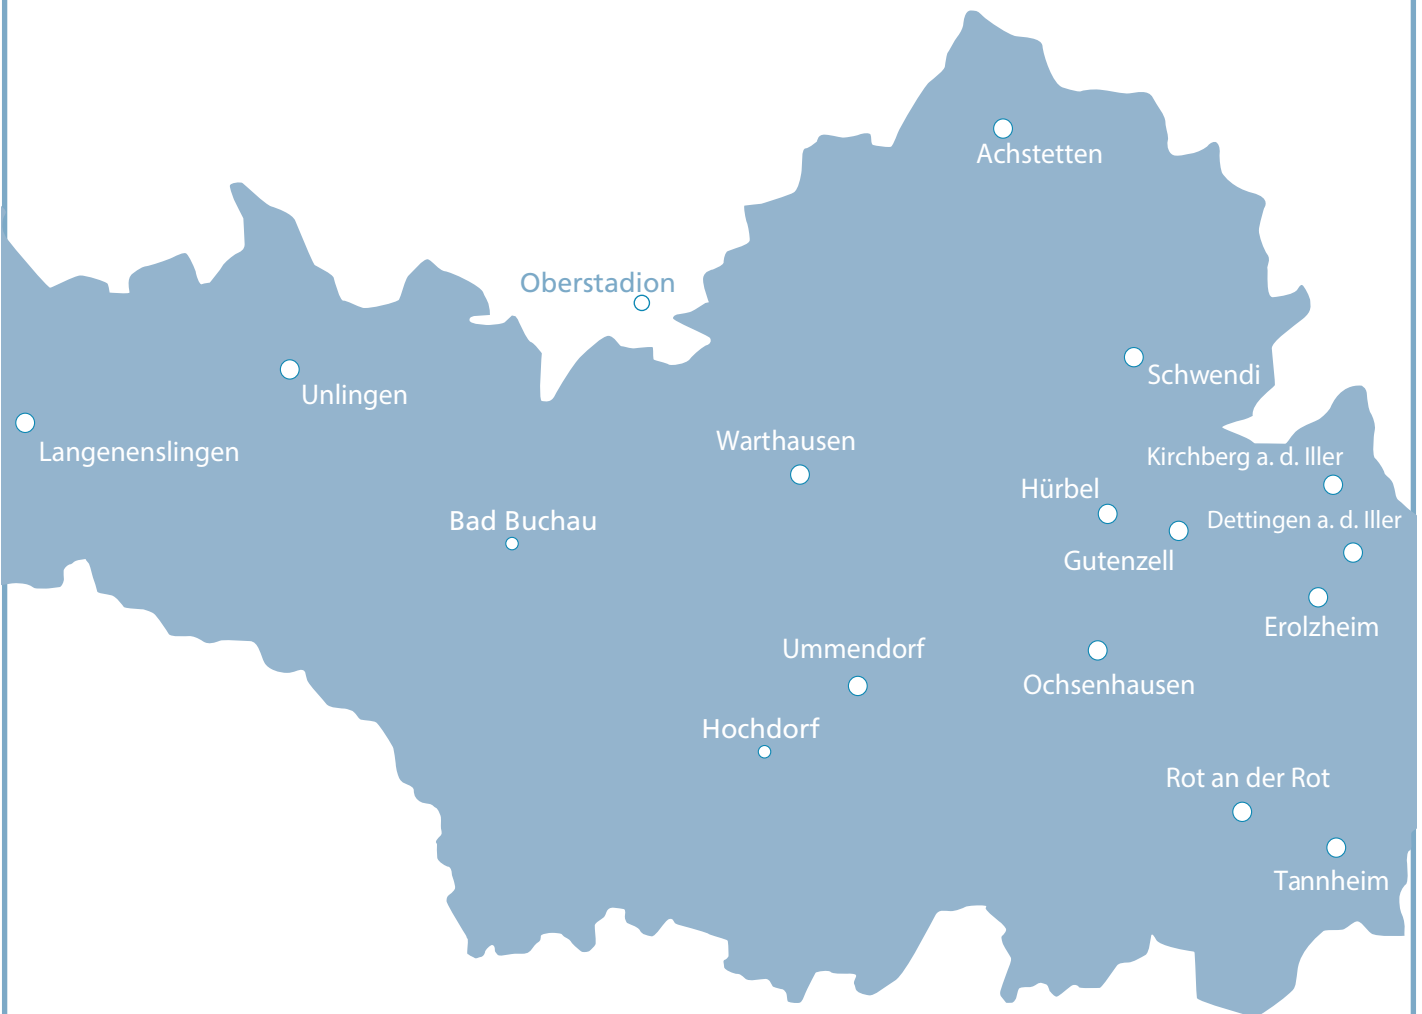 Achstetten
Oberstadion
Schwendi
Unlingen
Langenenslingen
Warthausen
Kirchberg a. d. Iller
Hürbel
Dettingen a. d. Iller
Bad Buchau
Gutenzell
Erolzheim
Ummendorf
Ochsenhausen
Hochdorf
Rot an der Rot
Tannheim